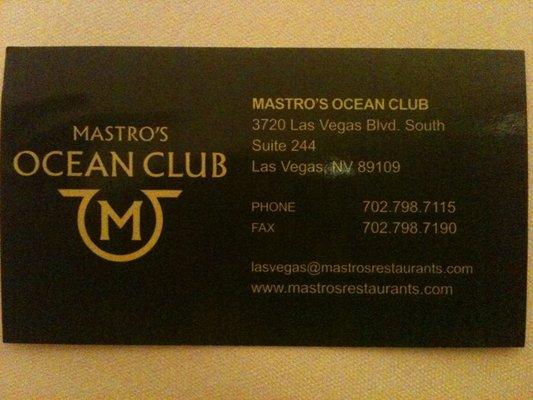 MASTRO'S
OCEAN CLUB
M
MASTRO'S OCEAN CLUB
3720 Las Vegas Blvd. South
Suite 244
Las Vegas, NV 89109
PHONE 702.798.7115
FAX 702.798.7190
lasvegas@mastrosrestaurants.com
www.mastrosrestaurants.com